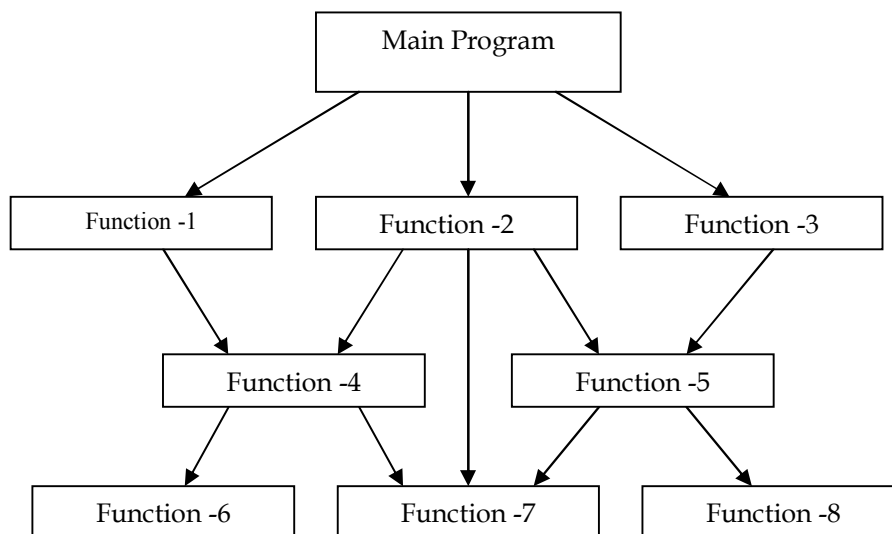 Main Program
Function -1
Function -2
Function -3
Function -4
Function -5
Function -6
Function -7
Function -8